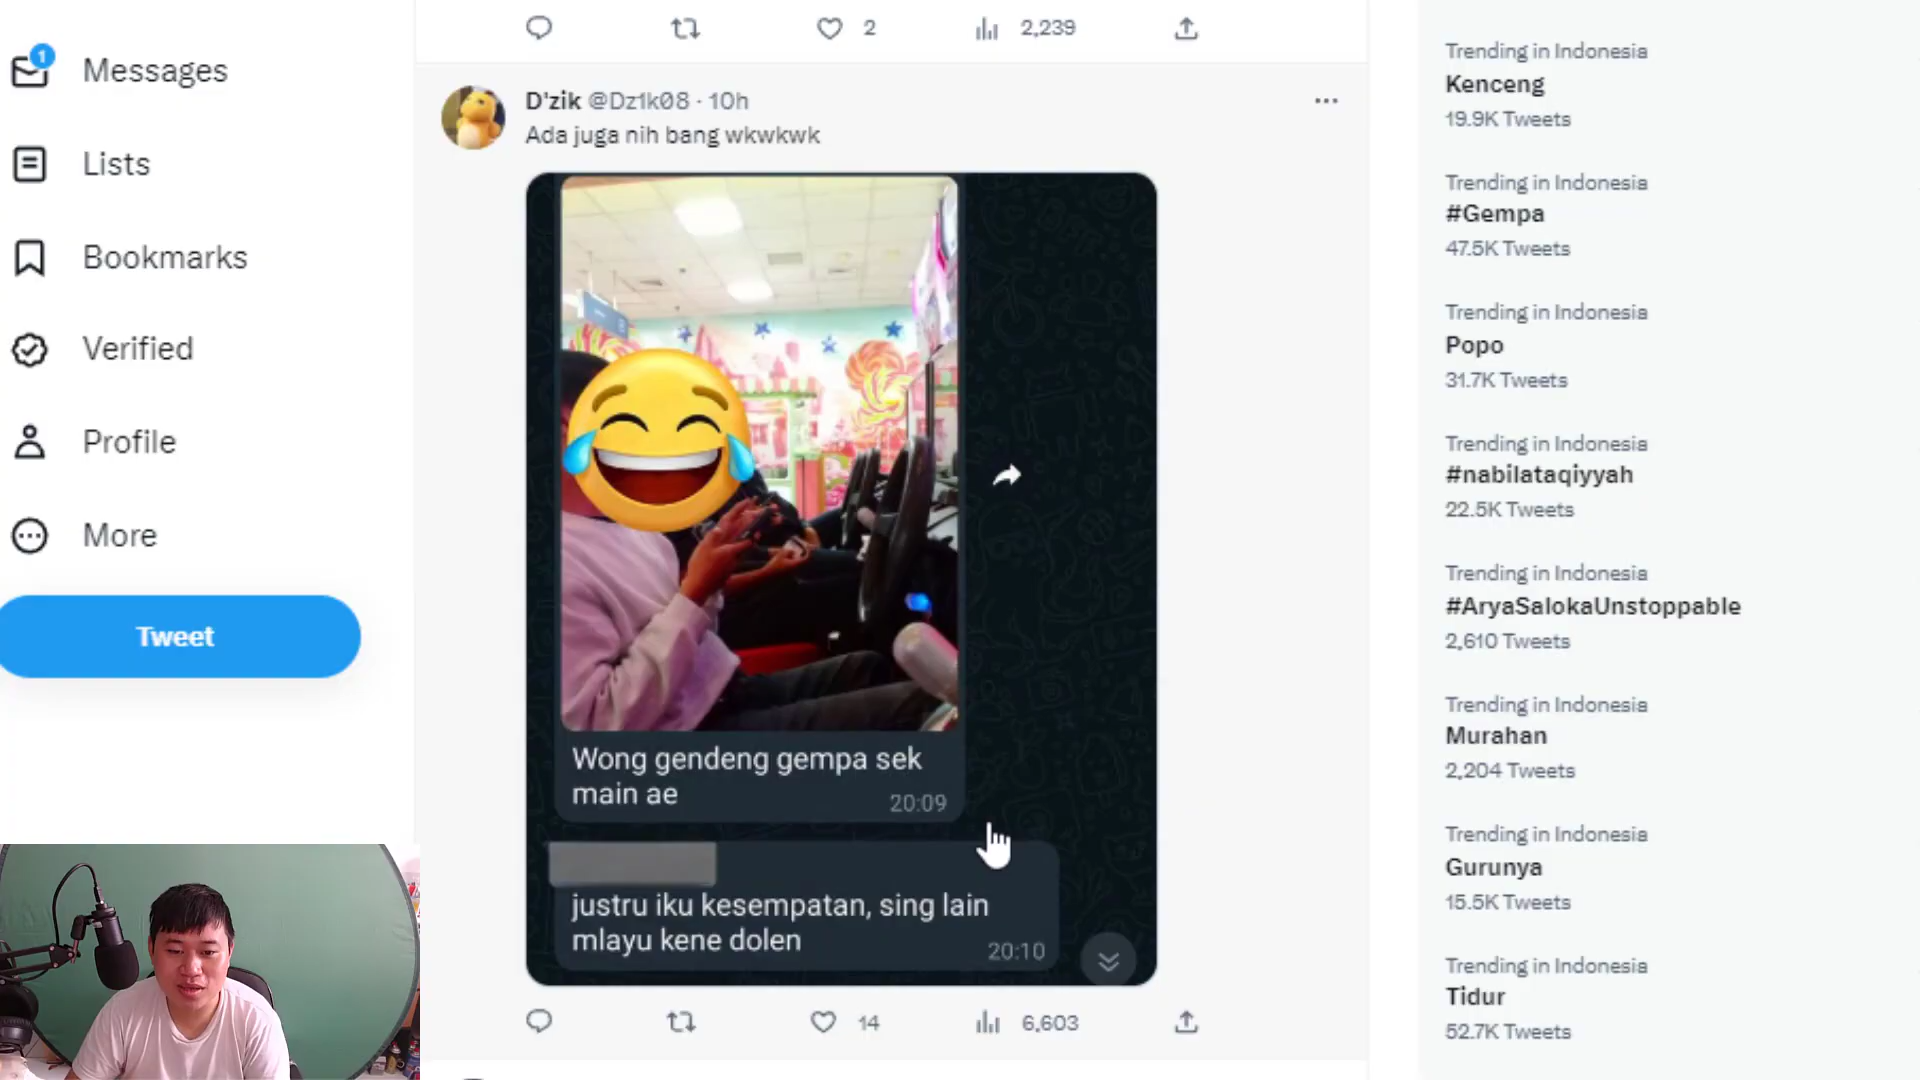 1
Messages
Lists
Bookmarks
Verified
Profile
More
Tweet
2
2,239
D'zik @Dz1k08 · 10h
Ada juga nih bang wkwkwk
Wong gendeng gempa sek
main ae
20:09
justru iku kesempatan, sing lain
mlayu kene dolen
20:10
14
6,603
Trending in Indonesia
Kenceng
19.9K Tweets
Trending in Indonesia
#Gempa
47.5K Tweets
Trending in Indonesia
Popo
31.7K Tweets
Trending in Indonesia
#nabilataqiyyah
22.5K Tweets
Trending in Indonesia
#AryaSalokaUnstoppable
2,610 Tweets
Trending in Indonesia
Murahan
2,204 Tweets
Trending in Indonesia
Gurunya
15.5K Tweets
Trending in Indonesia
Tidur
52.7K Tweets